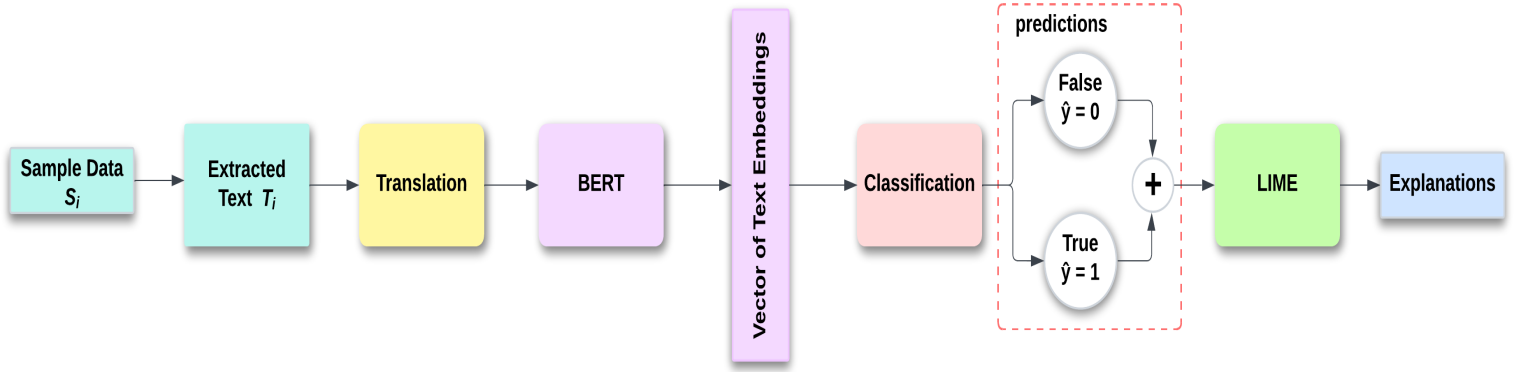 predictions
Sample Data
Si
Extracted
Text Ti
Translation
BERT
Vector of Text Embeddings
Classification
False
ŷ = 0
True
ŷ = 1
+
LIME
Explanations